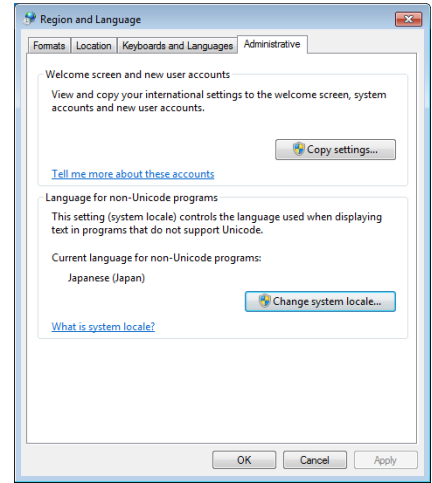 Region and Language
Formats Location Keyboards and Languages Administrative
Welcome screen and new user accounts
View and copy your international settings to the welcome screen, system
accounts and new user accounts.
Copy settings...
Tell me more about these accounts
Language for non-Unicode programs
This setting (system locale) controls the language used when displaying
text in programs that do not support Unicode.
Current language for non-Unicode programs:
Japanese (Japan)
Change system locale...
What is system locale?
OK Cancel Apply